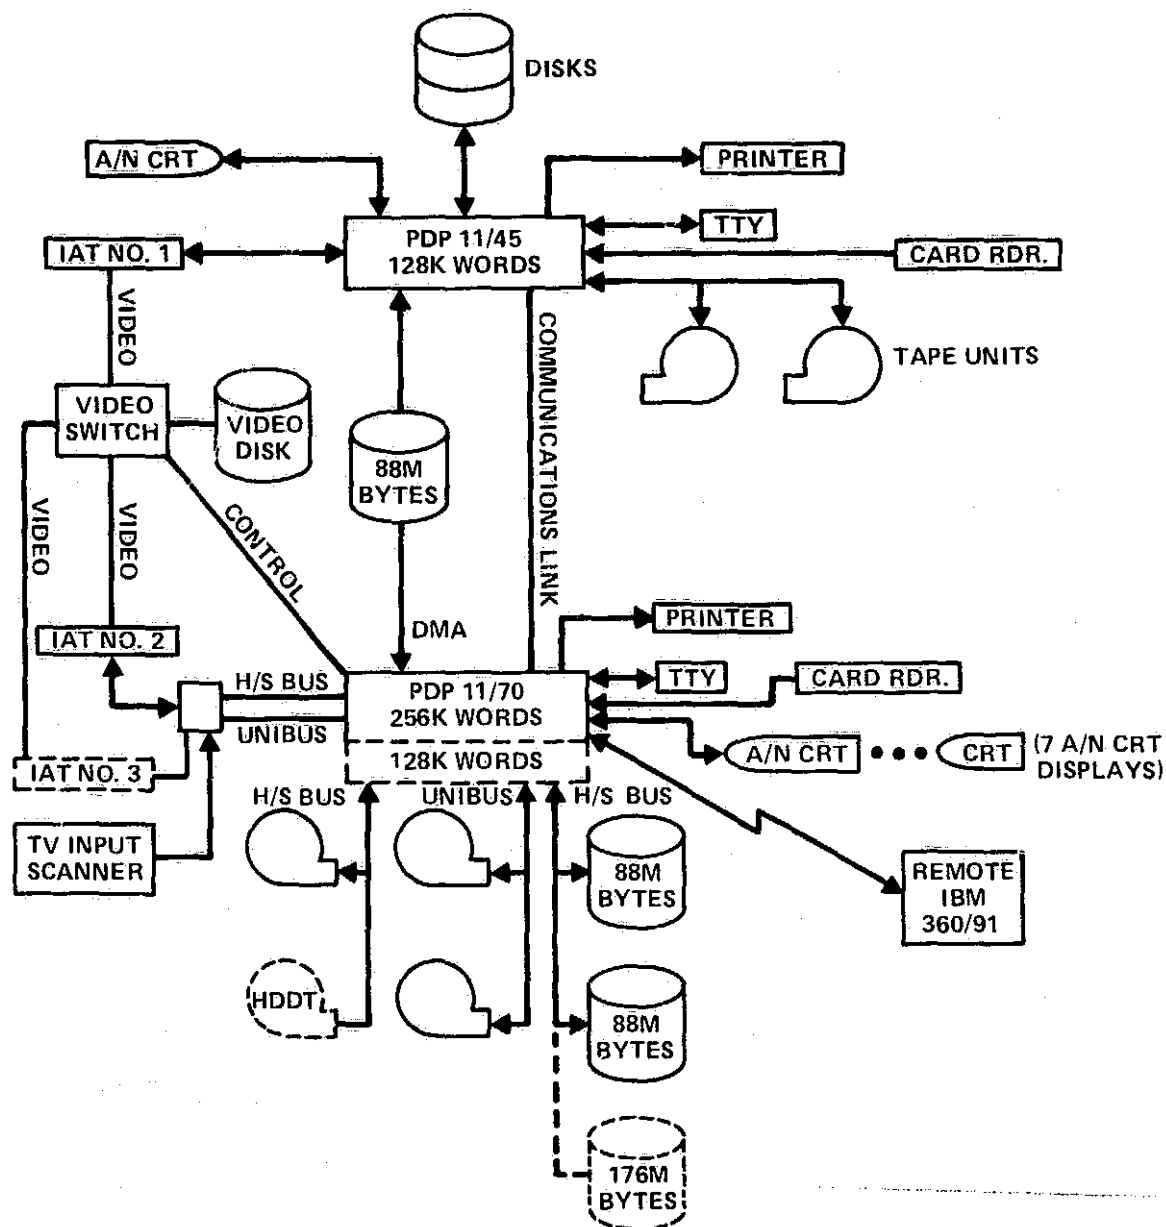 DISKS
A/N CRT
PRINTER
PDP 11/45
128K WORDS
TTY
IAT NO. 1
CARD RDR.
VIDEO
COMMUNICATIONS LINK
TAPE UNITS
VIDEO
SWITCH
VIDEO
DISK
88M
BYTES
VIDEO
VIDEO
CONTROL
DMA
PRINTER
IAT NO. 2
H/S BUS
PDP 11/70
256K WORDS
TTY
CARD RDR.
UNIBUS
128K WORDS
A/N CRT
CRT
(7 A/N CRT
DISPLAYS)
IAT NO. 3
H/S BUS
UNIBUS
H/S BUS
TV INPUT
SCANNER
88M
BYTES
REMOTE
IBM
360/91
HDDT
88M
BYTES
176M
BYTES